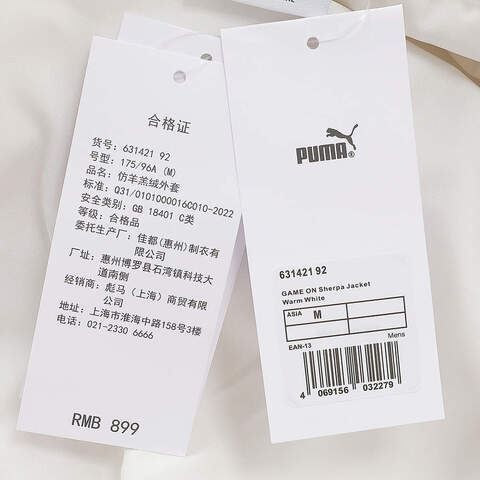 合格证
货号: 631421 92
号型: 175/96A (M)
品名: 仿羊羔绒外套
标准: Q31/0101000016C010-2022
安全类别: GB 18401 C类
等级: 合格品
委托生产厂: 佳都(惠州)制衣有
限公司
厂址: 惠州博罗县石湾镇科技大
道南侧
经销商: 彪马（上海）商贸有限
公司
地址: 上海市淮海中路158号3楼
电话: 021-2330 6666
RMB 899
PUMA®
631421 92
GAME ON Sherpa Jacket
Warm White
ASIA M
EAN-13 Mens
4 069156 032279